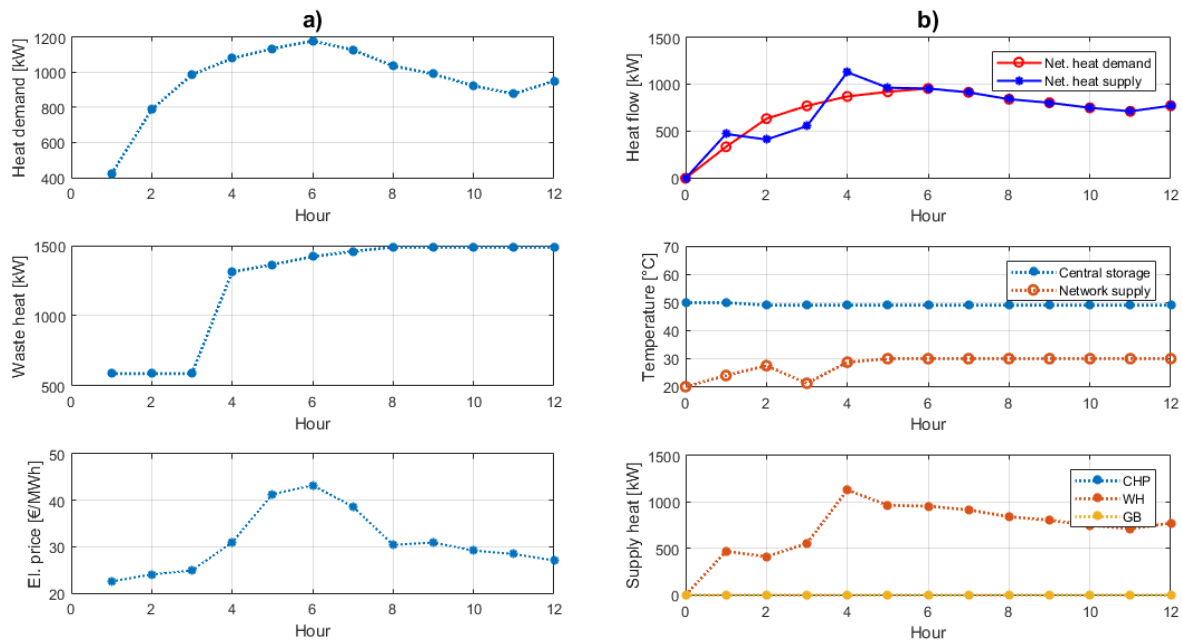 a)
Heat demand [kW]
1200
1000
800
600
400
0 2 4 6 8 10 12
Hour
Waste heat [kW]
1500
1000
500
0 2 4 6 8 10 12
Hour
El. price [€/MWh]
50
40
30
20
0 2 4 6 8 10 12
Hour
b)
Heat flow [kW]
1500
1000
500
0
Net. heat demand
Net. heat supply
0 2 4 6 8 10 12
Hour
Temperature [°C]
70
60
50
40
30
20
Central storage
Network supply
0 2 4 6 8 10 12
Hour
Supply heat [kW]
1500
1000
500
0
CHP
WH
GB
0 2 4 6 8 10 12
Hour